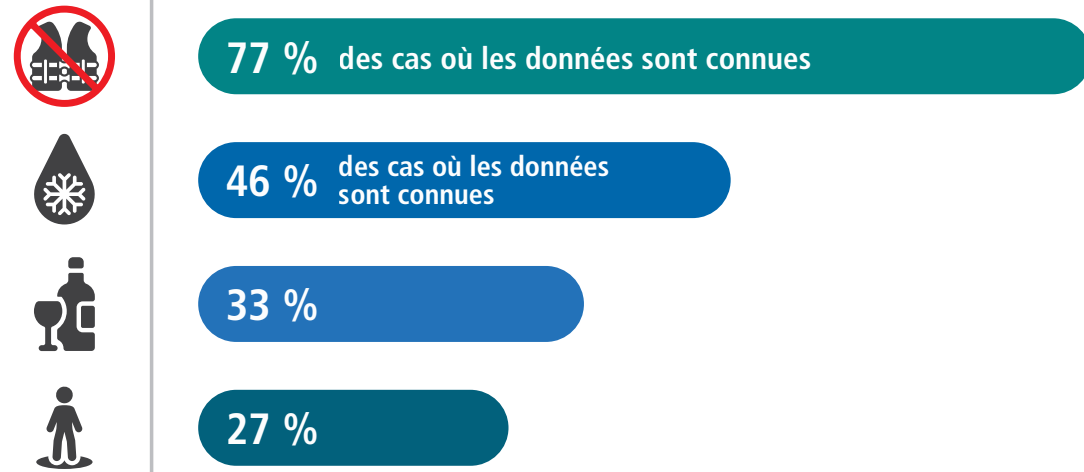 77 % des cas où les données sont connues
46 % des cas où les données
sont connues
33 %
27 %